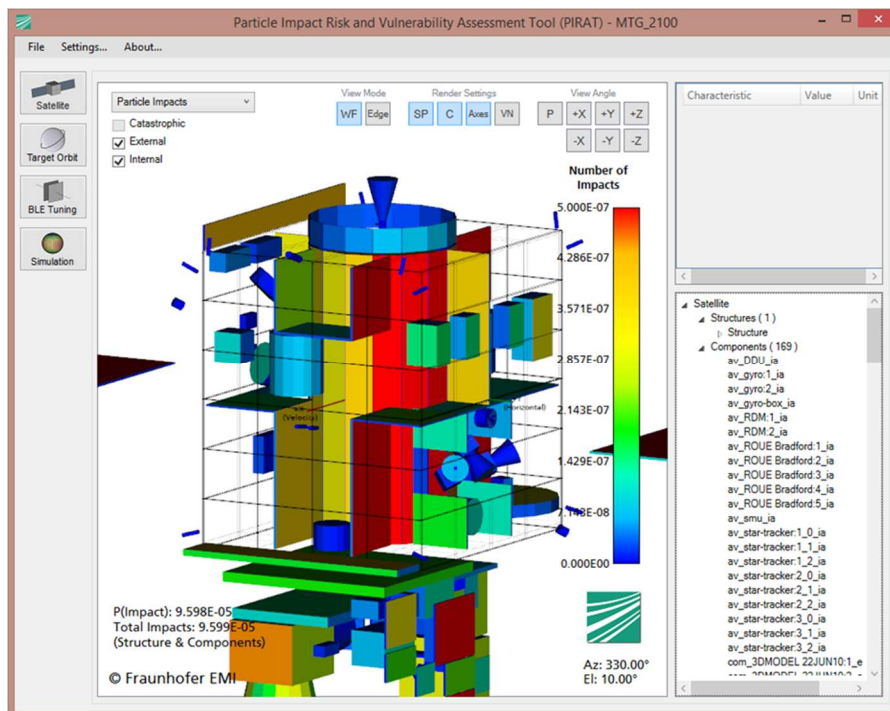 Particle Impact Risk and Vulnerability Assessment Tool (PIRAT) - MTG_2100
File Settings... About...
Satellite
Target Orbit
BLE Tuning
Simulation
Particle Impacts
Catastrophic
External
Internal
View Mode
WF Edge
Render Settings
SP C Axes VN
View Angle
P +X +Y +Z
-X -Y -Z
Number of
Impacts
5.000E-07
4.286E-07
3.571E-07
2.857E-07
2.143E-07
1.429E-07
7.143E-08
0.000E00
(Velocity)
(Horizontal)
P(Impact): 9.598E-05
Total Impacts: 9.599E-05
(Structure & Components)
© Fraunhofer EMI
Az: 330.00°
El: 10.00°
Characteristic Value Unit
Satellite
Structures ( 1 )
Structure
Components ( 169 )
av_DDU_ia
av_gyro:1_ia
av_gyro:2_ia
av_gyro-box_ia
av_RDM:1_ia
av_RDM:2_ia
av_ROUE Bradford:1_ia
av_ROUE Bradford:2_ia
av_ROUE Bradford:3_ia
av_ROUE Bradford:4_ia
av_ROUE Bradford:5_ia
av_smu_ia
av_star-tracker:1_0_ia
av_star-tracker:1_1_ia
av_star-tracker:1_2_ia
av_star-tracker:2_0_ia
av_star-tracker:2_1_ia
av_star-tracker:2_2_ia
av_star-tracker:3_0_ia
av_star-tracker:3_1_ia
av_star-tracker:3_2_ia
com_3DMODEL 22JUN10:1_e